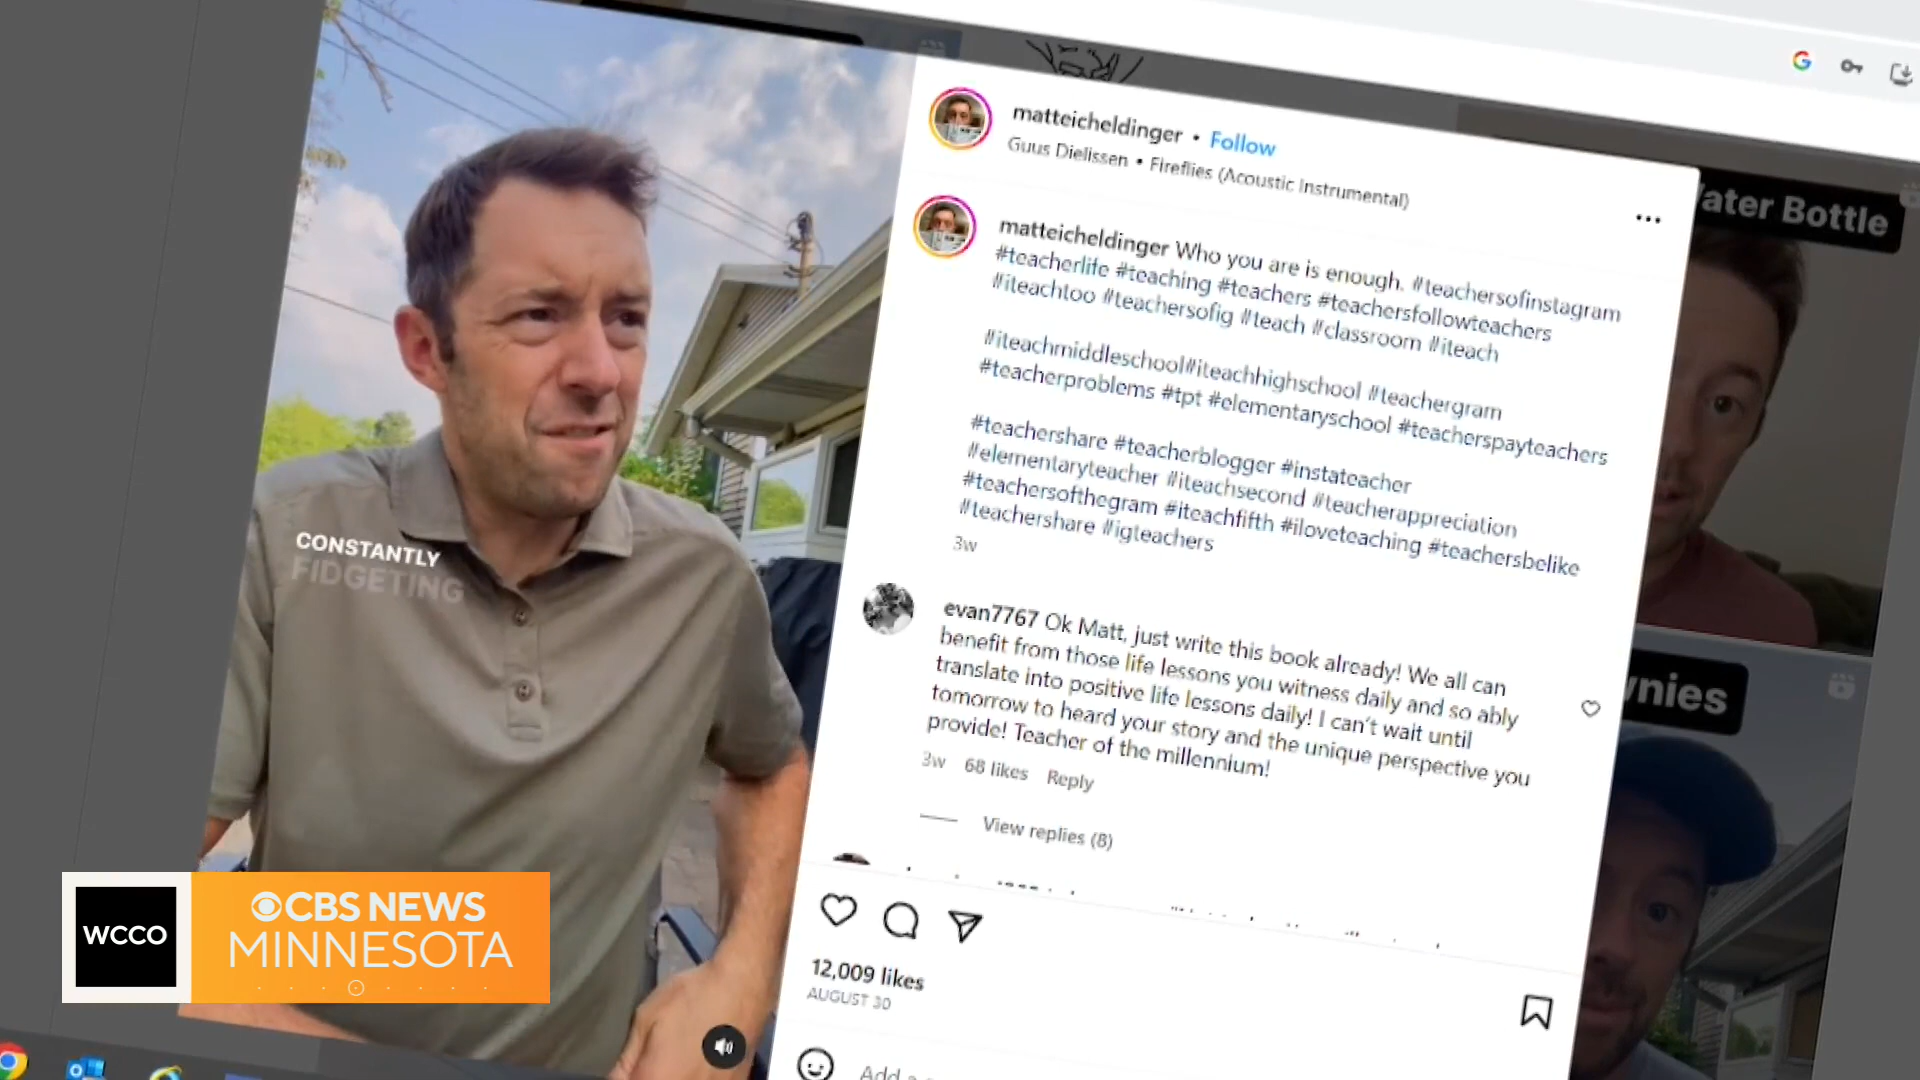 matteicheldinger • Follow
Guus Dielissen • Fireflies (Acoustic Instrumental)
ater Bottle
matteicheldinger Who you are is enough. #teachersofinstagram
#teacherlife #teaching #teachers #teachersfollowteachers
#iteachtoo #teachersofig #teach #classroom #iteach
#iteachmiddleschool#iteachhighschool #teachergram
#teacherproblems #tpt #elementaryschool #teacherspayteachers
#teachershare #teacherblogger #instateacher
#elementaryteacher #iteachsecond #teacherappreciation
#teachersofthegram #iteachfifth #iloveteaching #teachersbelike
#teachershare #igteachers
3w
CONSTANTLY
FIDGETING
evan7767 Ok Matt, just write this book already! We all can
benefit from those life lessons you witness daily and so ably
translate into positive life lessons daily! I can't wait until
tomorrow to heard your story and the unique perspective you
provide! Teacher of the millennium!
3w 68 likes Reply
View replies (8)
nies
12,009 likes
AUGUST 30
WCCO
CBS NEWS
MINNESOTA